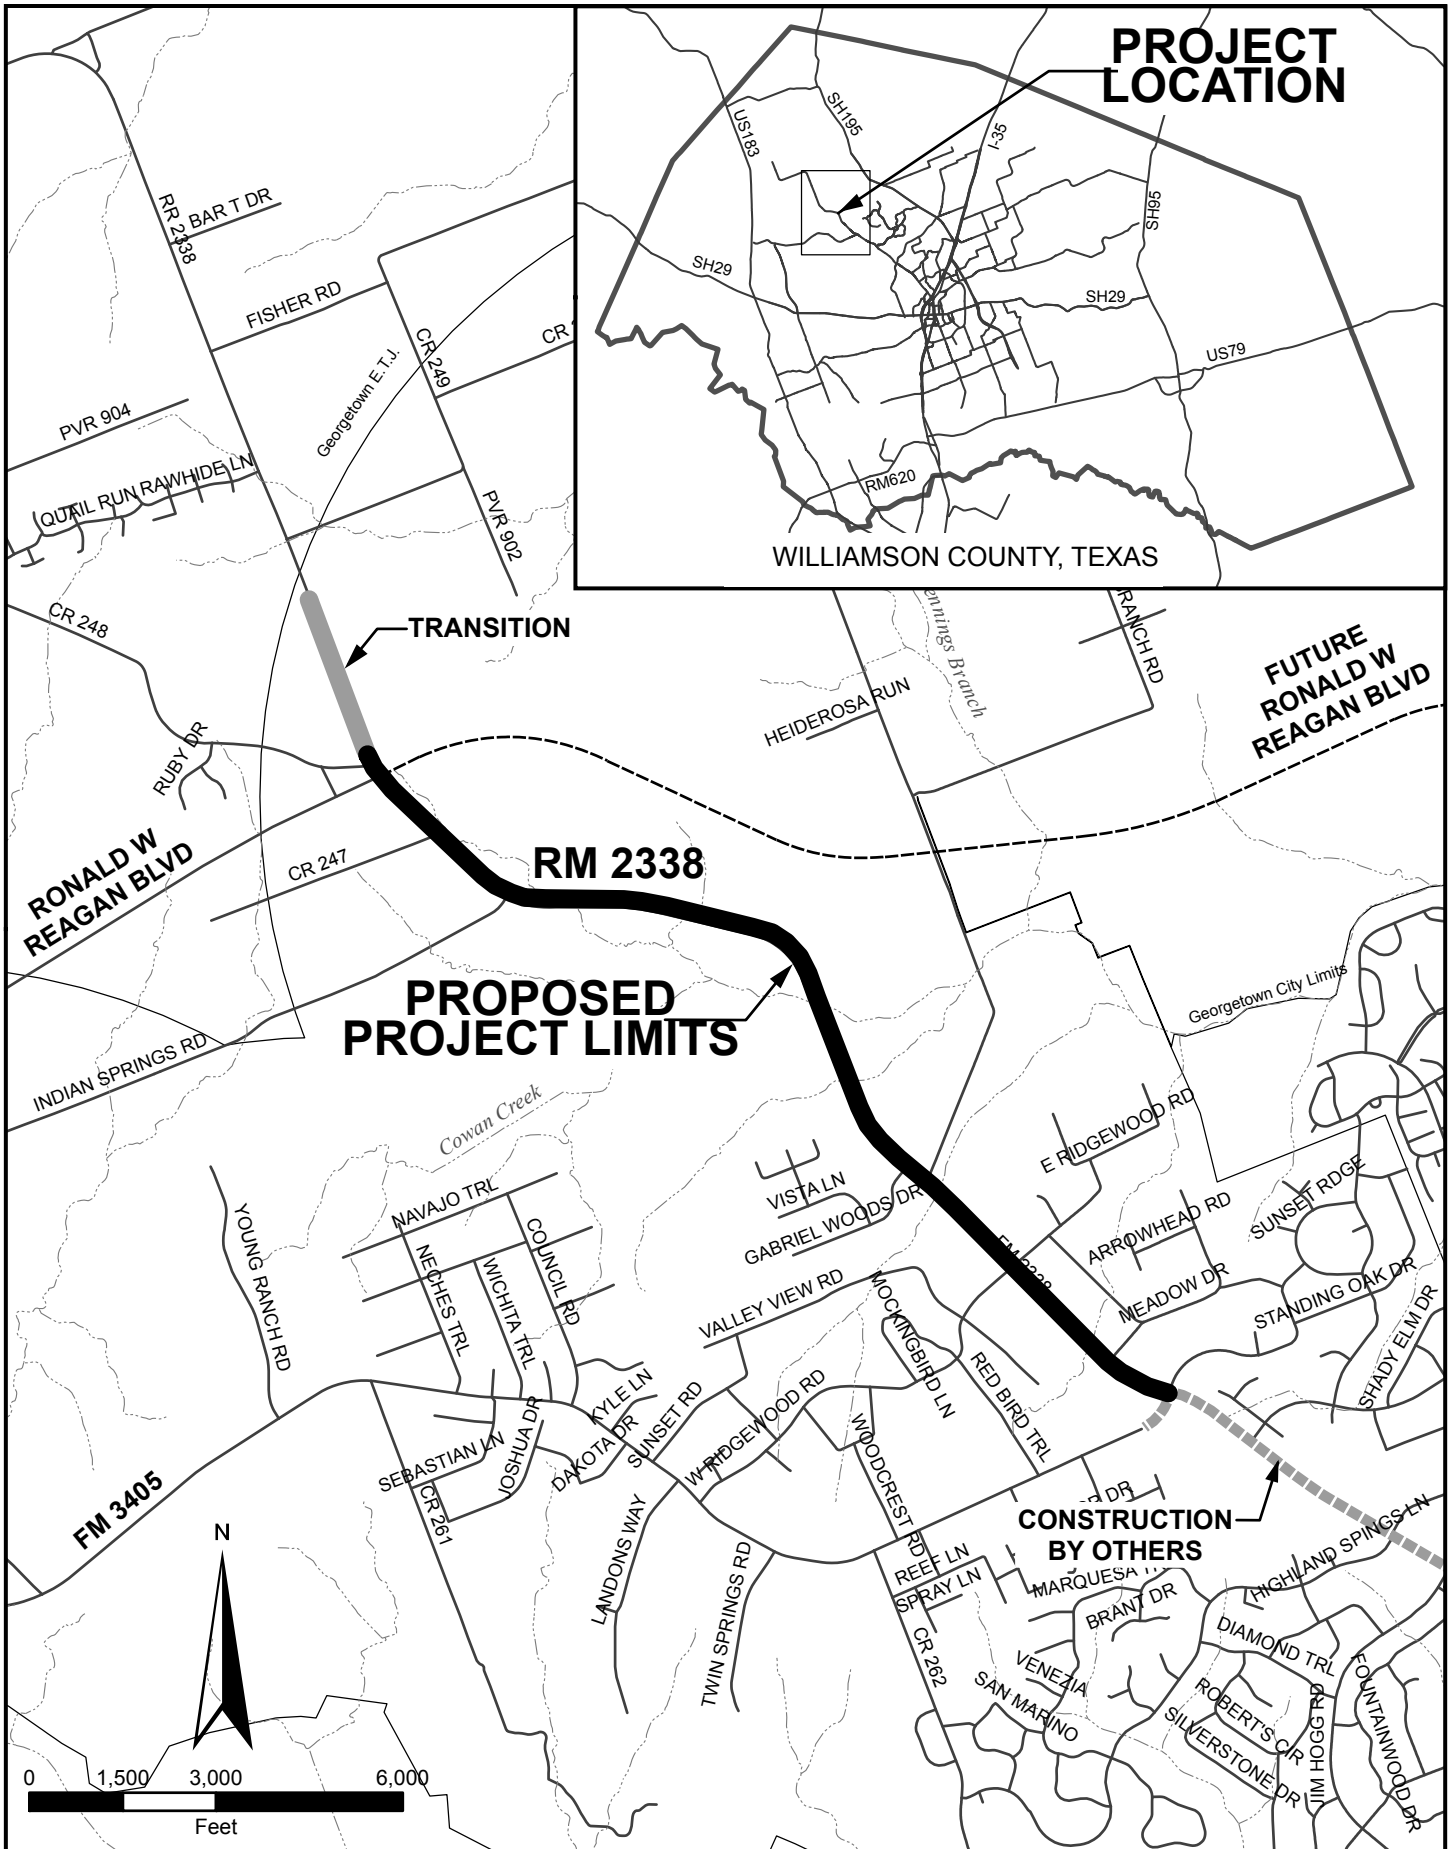 PROJECT
LOCATION
US183
SH195
I-35
SH95
SH29
SH29
US79
RM620
WILLIAMSON COUNTY, TEXAS
RR 2338
BAR T DR
FISHER RD
CR 249
CR
Georgetown E.T.J.
PVR 904
QUAIL RUN
RAWHIDE LN
PVR 902
CR 248
TRANSITION
RUBY DR
HEIDEROSA RUN
ennings Branch
RANCH RD
FUTURE
RONALD W
REAGAN BLVD
RONALD W
REAGAN BLVD
CR 247
RM 2338
PROPOSED
PROJECT LIMITS
Georgetown City Limits
INDIAN SPRINGS RD
Cowan Creek
E RIDGEWOOD RD
VISTA LN
GABRIEL WOODS DR
NAVAJO TRL
YOUNG RANCH RD
NECHES TRL
WICHITA TRL
COUNCIL RD
FM 2338
ARROWHEAD RD
SUNSET RDGE
MEADOW DR
STANDING OAK DR
SHADY ELM DR
VALLEY VIEW RD
MOCKINGBIRD LN
RED BIRD TRL
KYLE LN
SUNSET RD
W RIDGEWOOD RD
DAKOTA DR
JOSHUA DR
SEBASTIAN LN
CR 261
WOODCREST RD
FM 3405
LANDONS WAY
TWIN SPRINGS RD
CONSTRUCTION
BY OTHERS
DR
REEF LN
SPRAY LN
MARQUESA
BRANT DR
HIGHLAND SPINGS LN
CR 262
VENEZIA
SAN MARINO
DIAMOND TRL
ROBERT'S CIR
SILVERSTONE DR
JIM HOGG RD
FOUNTAINWOOD DR
N
0 1,500 3,000 6,000
Feet